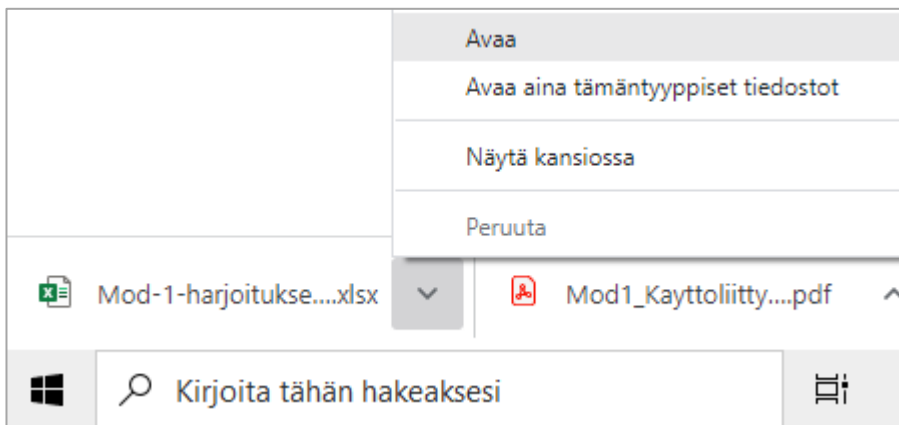 Avaa
Avaa aina tämäntyyppiset tiedostot
Näytä kansiossa
Peruuta
Mod-1-harjoitukse....xlsx
Mod1_Kayttoliitty....pdf
Kirjoita tähän hakeaksesi